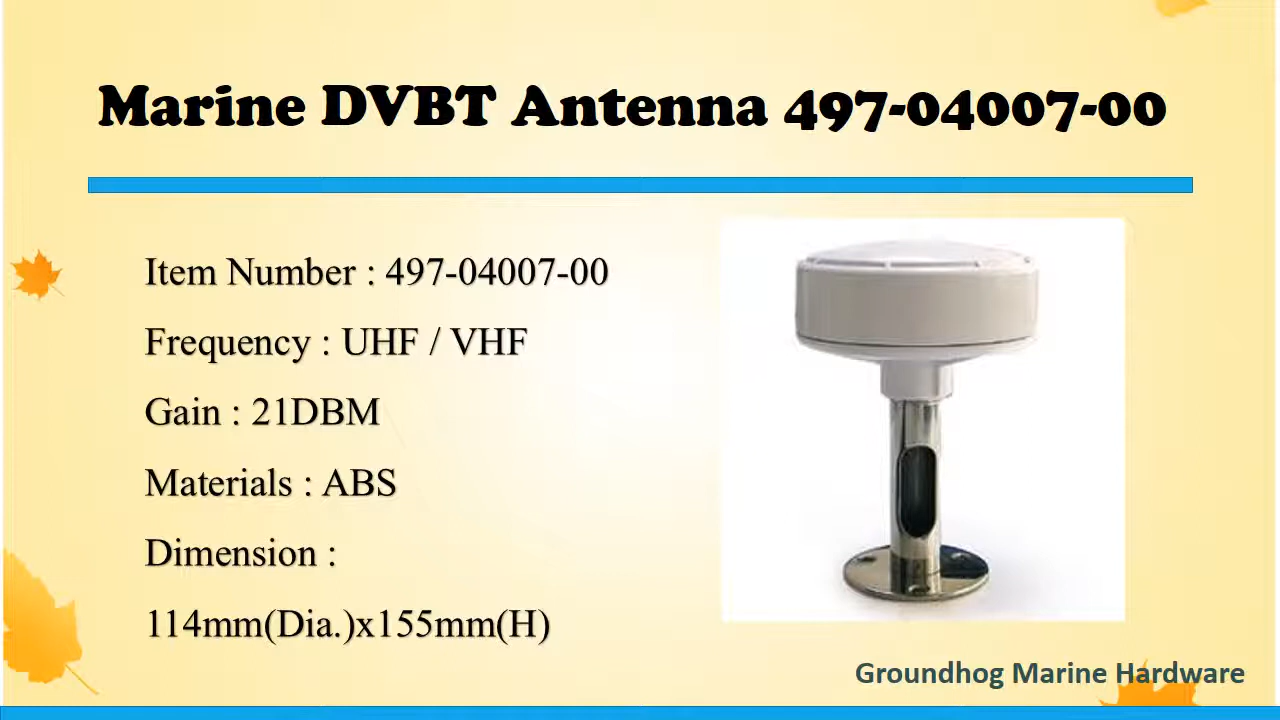 Marine DVBT Antenna 497-04007-00
Item Number : 497-04007-00
Frequency : UHF / VHF
Gain : 21DBM
Materials : ABS
Dimension :
114mm(Dia.)x155mm(H)
Groundhog Marine Hardware